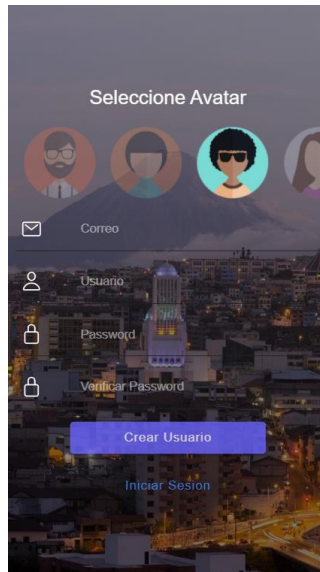 Seleccione Avatar
Correo
Usuario
Password
Verificar Password
Crear Usuario
Iniciar Sesion